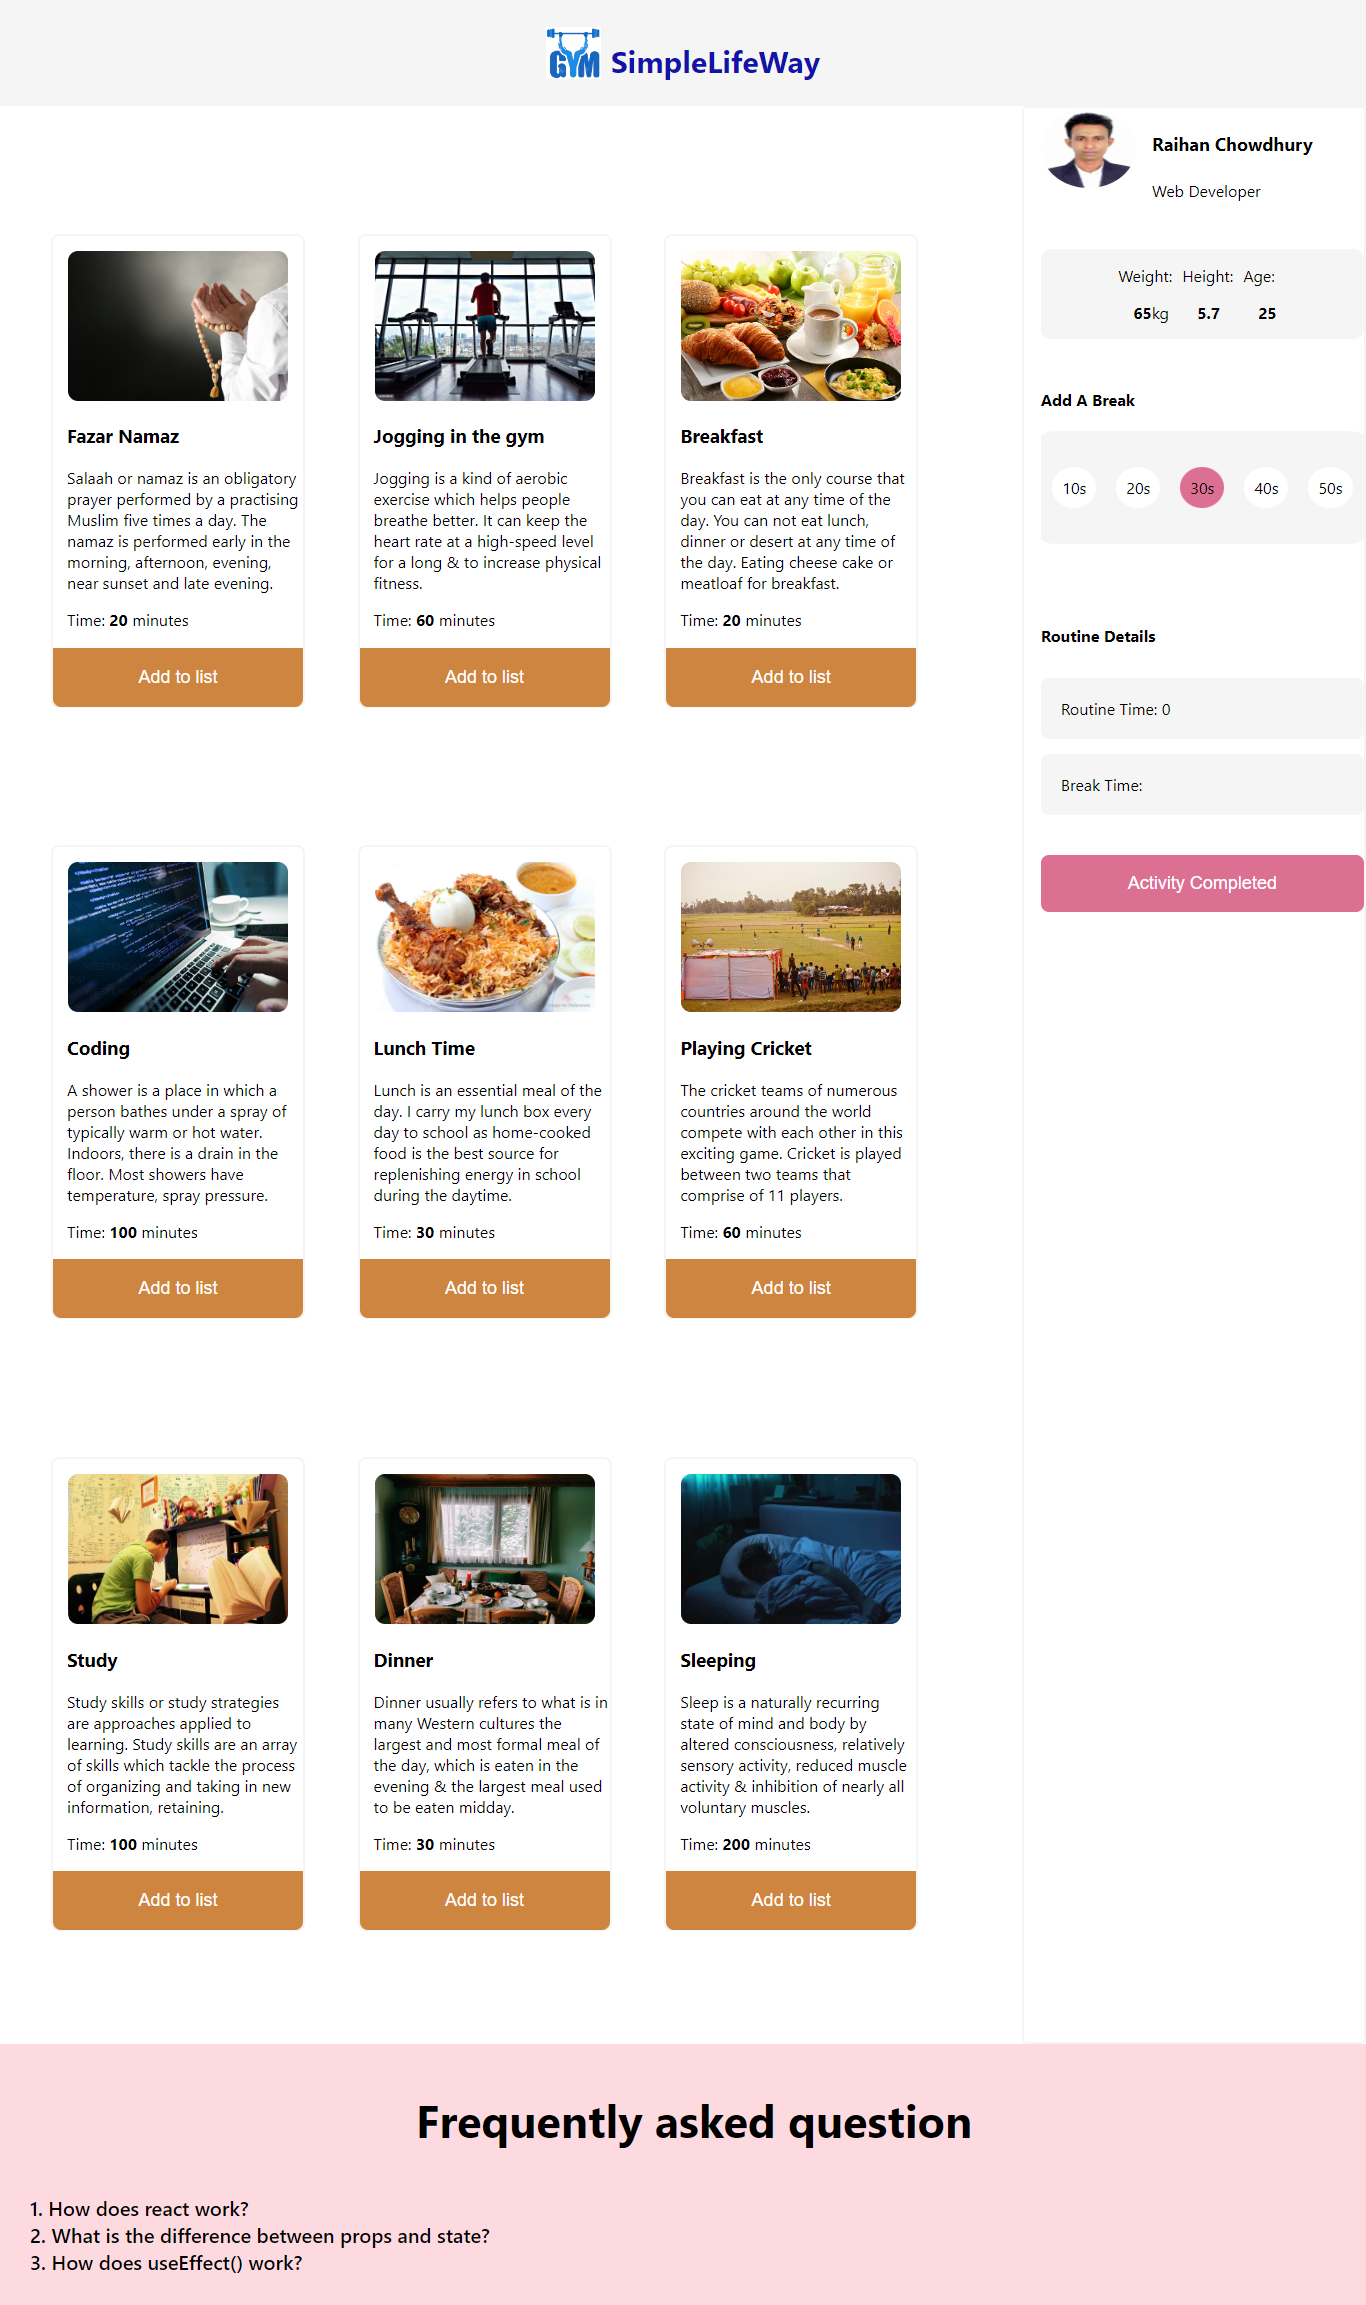 GYM SimpleLifeWay
Raihan Chowdhury
Web Developer
Weight: Height: Age:
65kg 5.7 25
Add A Break
10s 20s 30s 40s 50s
Routine Details
Routine Time: 0
Break Time:
Activity Completed
Fazar Namaz
Salaah or namaz is an obligatory
prayer performed by a practising
Muslim five times a day. The
namaz is performed early in the
morning, afternoon, evening,
near sunset and late evening.
Time: 20 minutes
Add to list
Jogging in the gym
Jogging is a kind of aerobic
exercise which helps people
breathe better. It can keep the
heart rate at a high-speed level
for a long & to increase physical
fitness.
Time: 60 minutes
Add to list
Breakfast
Breakfast is the only course that
you can eat at any time of the
day. You can not eat lunch,
dinner or desert at any time of
the day. Eating cheese cake or
meatloaf for breakfast.
Time: 20 minutes
Add to list
Coding
A shower is a place in which a
person bathes under a spray of
typically warm or hot water.
Indoors, there is a drain in the
floor. Most showers have
temperature, spray pressure.
Time: 100 minutes
Add to list
Lunch Time
Lunch is an essential meal of the
day. I carry my lunch box every
day to school as home-cooked
food is the best source for
replenishing energy in school
during the daytime.
Time: 30 minutes
Add to list
Playing Cricket
The cricket teams of numerous
countries around the world
compete with each other in this
exciting game. Cricket is played
between two teams that
comprise of 11 players.
Time: 60 minutes
Add to list
Study
Study skills or study strategies
are approaches applied to
learning. Study skills are an array
of skills which tackle the process
of organizing and taking in new
information, retaining.
Time: 100 minutes
Add to list
Dinner
Dinner usually refers to what is in
many Western cultures the
largest and most formal meal of
the day, which is eaten in the
evening & the largest meal used
to be eaten midday.
Time: 30 minutes
Add to list
Sleeping
Sleep is a naturally recurring
state of mind and body by
altered consciousness, relatively
sensory activity, reduced muscle
activity & inhibition of nearly all
voluntary muscles.
Time: 200 minutes
Add to list
Frequently asked question
1. How does react work?
2. What is the difference between props and state?
3. How does useEffect() work?